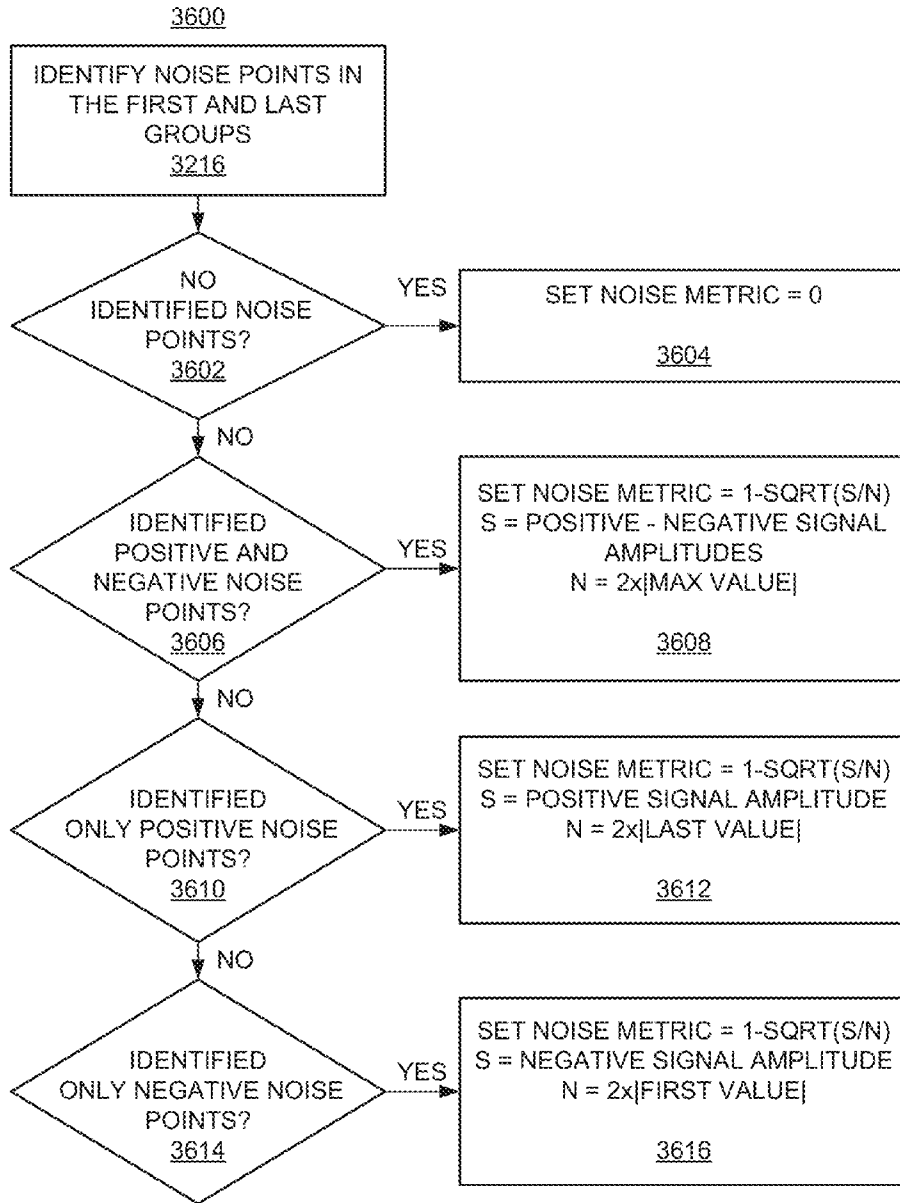 3600
IDENTIFY NOISE POINTS IN
THE FIRST AND LAST
GROUPS
3216
NO
IDENTIFIED NOISE
POINTS?
3602
YES
SET NOISE METRIC = 0
3604
NO
IDENTIFIED
POSITIVE AND
NEGATIVE NOISE
POINTS?
3606
YES
SET NOISE METRIC = 1-SQRT(S/N)
S = POSITIVE - NEGATIVE SIGNAL
AMPLITUDES
N = 2x|MAX VALUE|
3608
NO
IDENTIFIED
ONLY POSITIVE NOISE
POINTS?
3610
YES
SET NOISE METRIC = 1-SQRT(S/N)
S = POSITIVE SIGNAL AMPLITUDE
N = 2x|LAST VALUE|
3612
NO
IDENTIFIED
ONLY NEGATIVE NOISE
POINTS?
3614
YES
SET NOISE METRIC = 1-SQRT(S/N)
S = NEGATIVE SIGNAL AMPLITUDE
N = 2x|FIRST VALUE|
3616